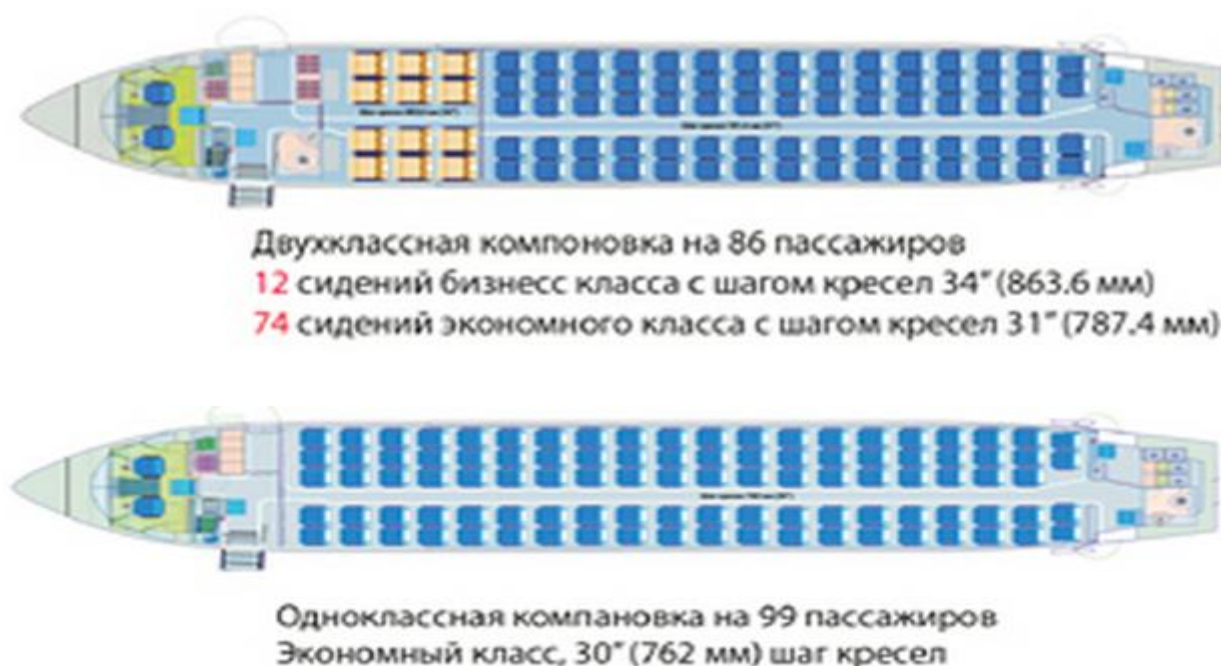 Двухклассная компоновка на 86 пассажиров
12 сидений бизнесс класса с шагом кресел 34" (863.6 мм)
74 сидений экономного класса с шагом кресел 31" (787.4 мм)
Одноклассная компановка на 99 пассажиров
Экономный класс, 30" (762 мм) шаг кресел